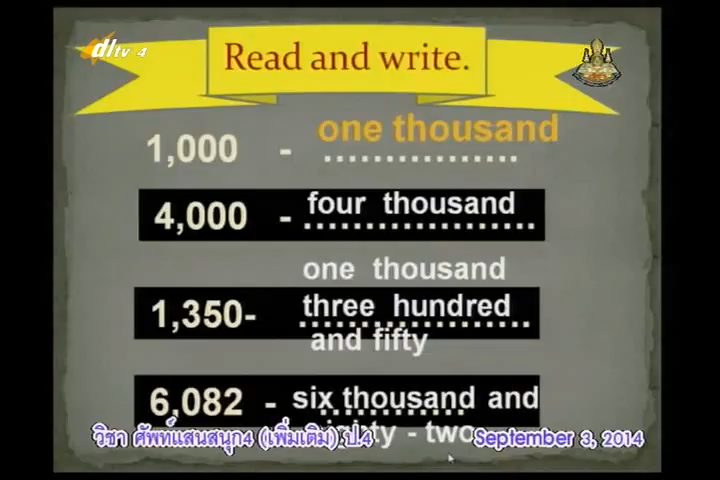 dltv 4
Read and write.
1,000 - one thousand
4,000 - four thousand
one thousand
1,350- three hundred
and fifty
6,082 - six thousand and
- two
วิชา ศัพท์แสนสนุก4 (เพิ่มเติม) ป.4 September 3, 2014